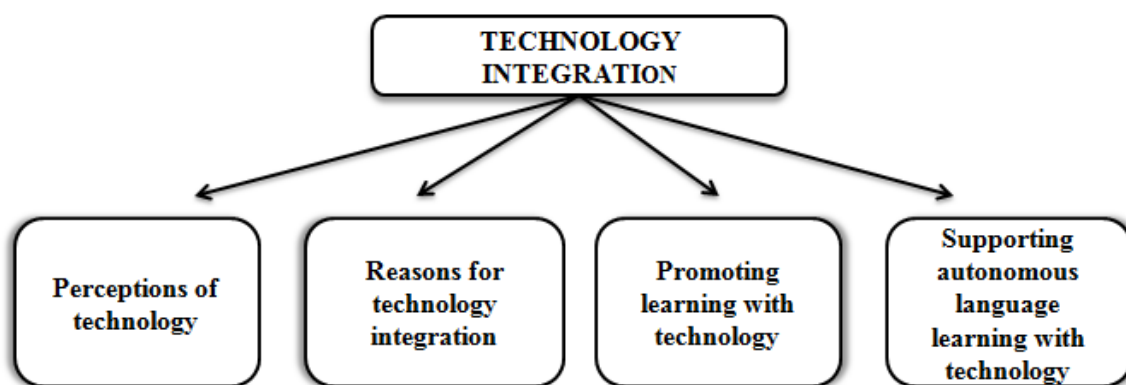 TECHNOLOGY
INTEGRATION
Perceptions of
technology
Reasons for
technology
integration
Promoting
learning with
technology
Supporting
autonomous
language
learning with
technology